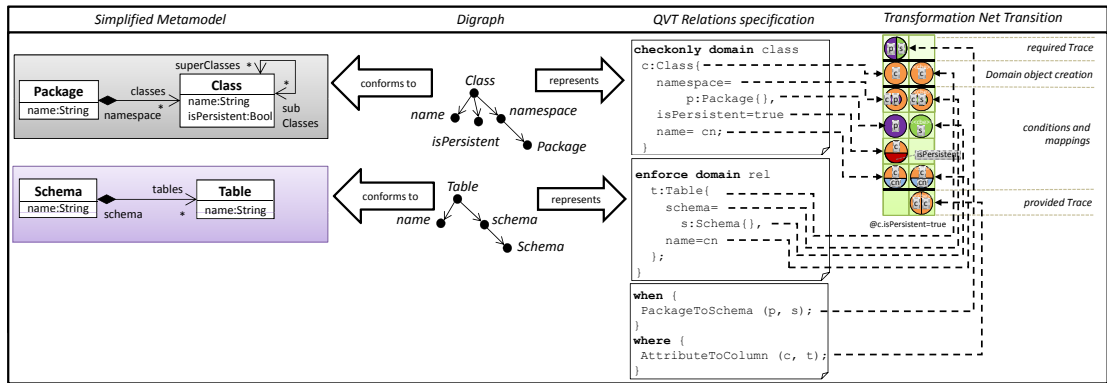 Simplified Metamodel
Digraph
QVT Relations specification
Transformation Net Transition
superClasses
*
*
Package
name:String
classes
namespace
*
Class
name:String
isPersistent:Bool
sub
Classes
conforms to
Class
name
namespace
isPersistent
Package
represents
checkonly domain class
c:Class{
namespace=
p:Package{},
isPersistent=true
name= cn;
}
p s
c
c
p
s
c
isPersistent
c
cn
c
cn
required Trace
Domain object creation
conditions and
mappings
provided Trace
@c.isPersistent=true
Schema
name:String
tables
schema
*
Table
name:String
conforms to
Table
name
schema
Schema
represents
enforce domain rel
t:Table{
schema=
s:Schema{},
name=cn
};
}
when {
PackageToSchema (p, s);
}
where {
AttributeToColumn (c, t);
}